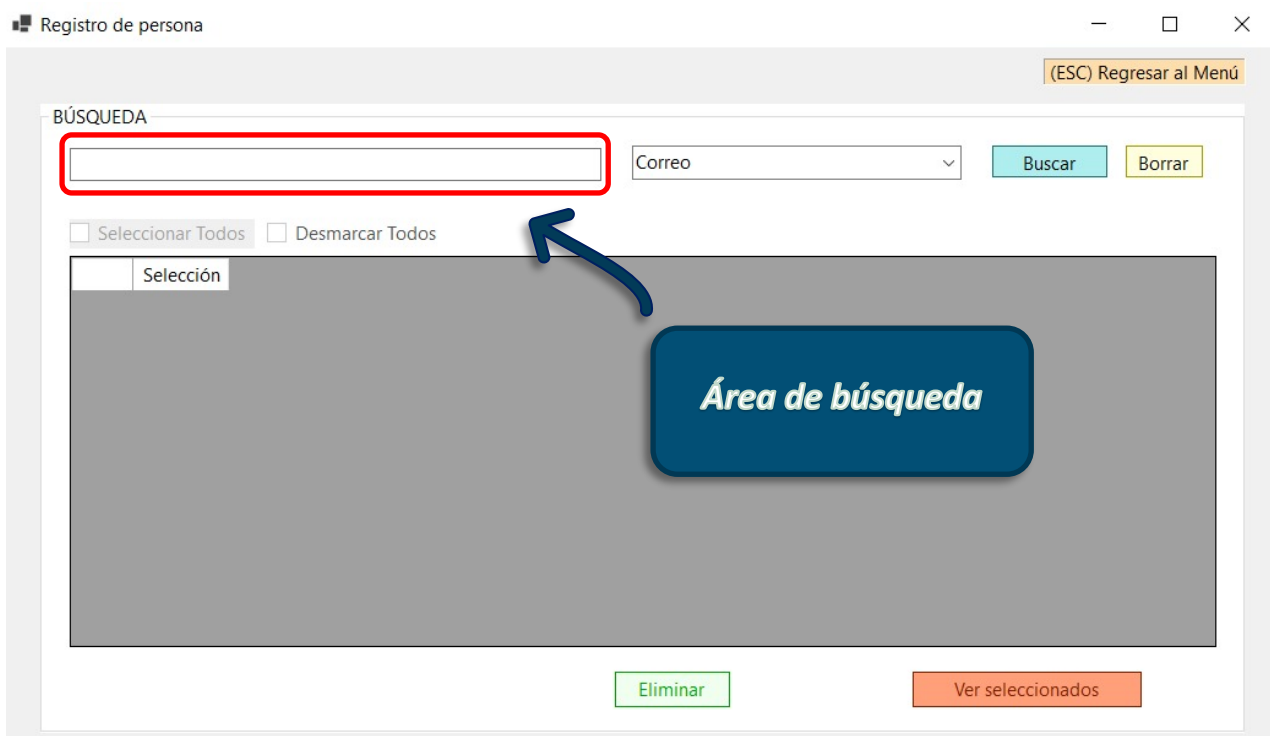 Registro de persona
(ESC) Regresar al Menú
BÚSQUEDA
Correo
Buscar
Borrar
Seleccionar Todos
Desmarcar Todos
Selección
Área de búsqueda
Eliminar
Ver seleccionados